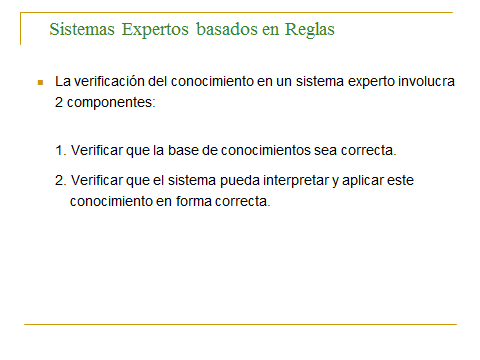 Sistemas Expertos basados en Reglas
La verificación del conocimiento en un sistema experto involucra
2 componentes:
1. Verificar que la base de conocimientos sea correcta.
2. Verificar que el sistema pueda interpretar y aplicar este
conocimiento en forma correcta.